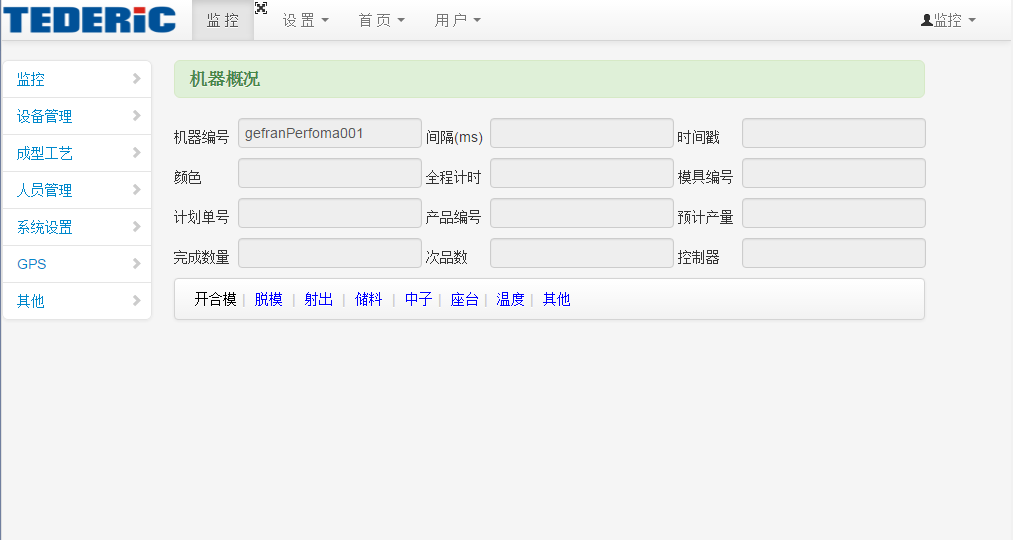 TEDERiC 监 控 设 置 首 页 用 户 监控
监控
设备管理
成型工艺
人员管理
系统设置
GPS
其他
机器概况
机器编号 gefranPerfoma001 间隔(ms) 时间戳
颜色 全程计时 模具编号
计划单号 产品编号 预计产量
完成数量 次品数 控制器
开合模 | 脱模 | 射出 | 储料 | 中子 | 座台 | 温度 | 其他